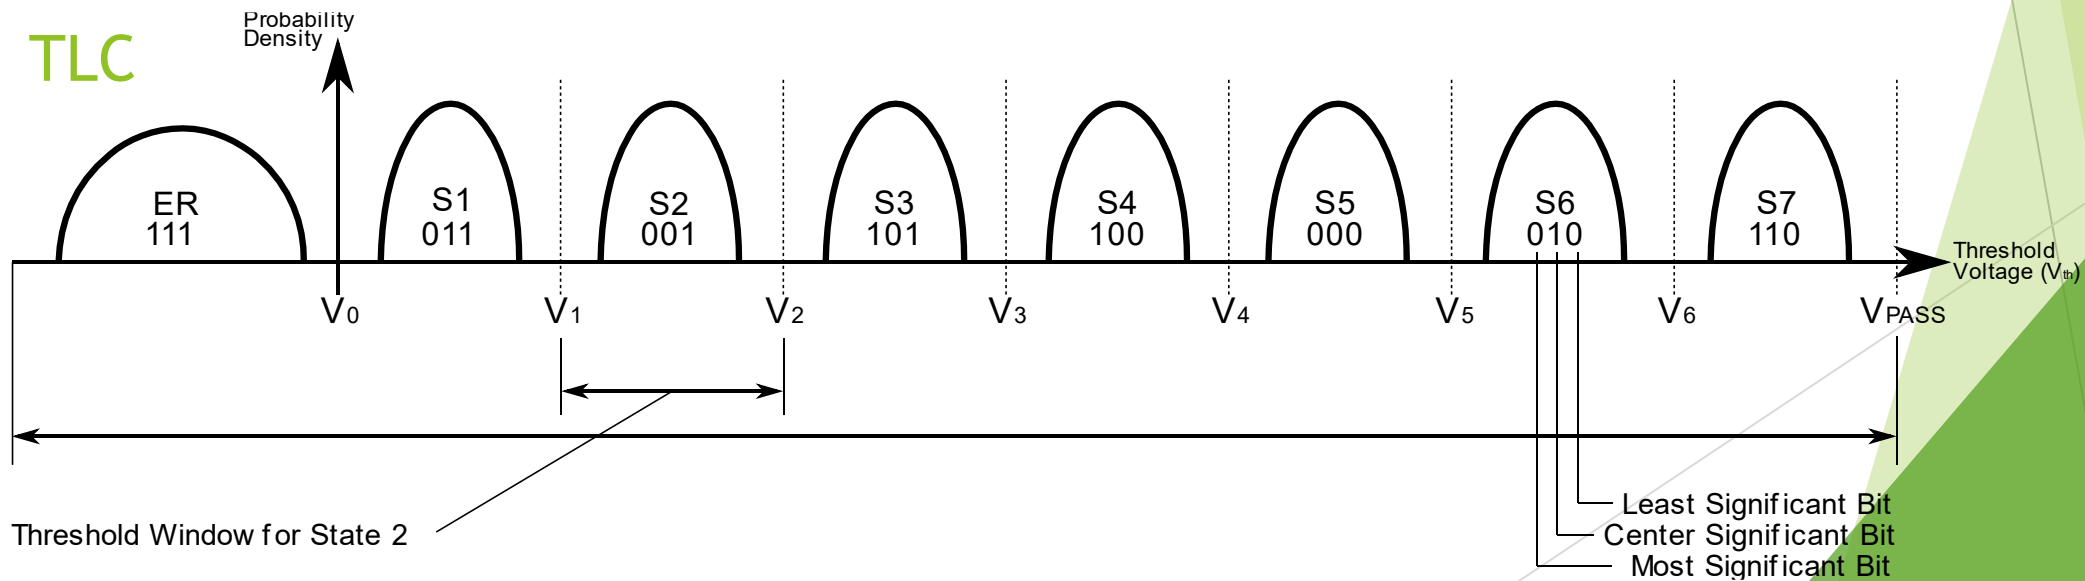 TLC
Probability
Density
ER
111
S1
011
S2
001
S3
101
S4
100
S5
000
S6
010
S7
110
Threshold
Voltage (Vth)
V0
V1
V2
V3
V4
V5
V6
VPASS
Threshold Window for State 2
Least Significant Bit
Center Significant Bit
Most Significant Bit